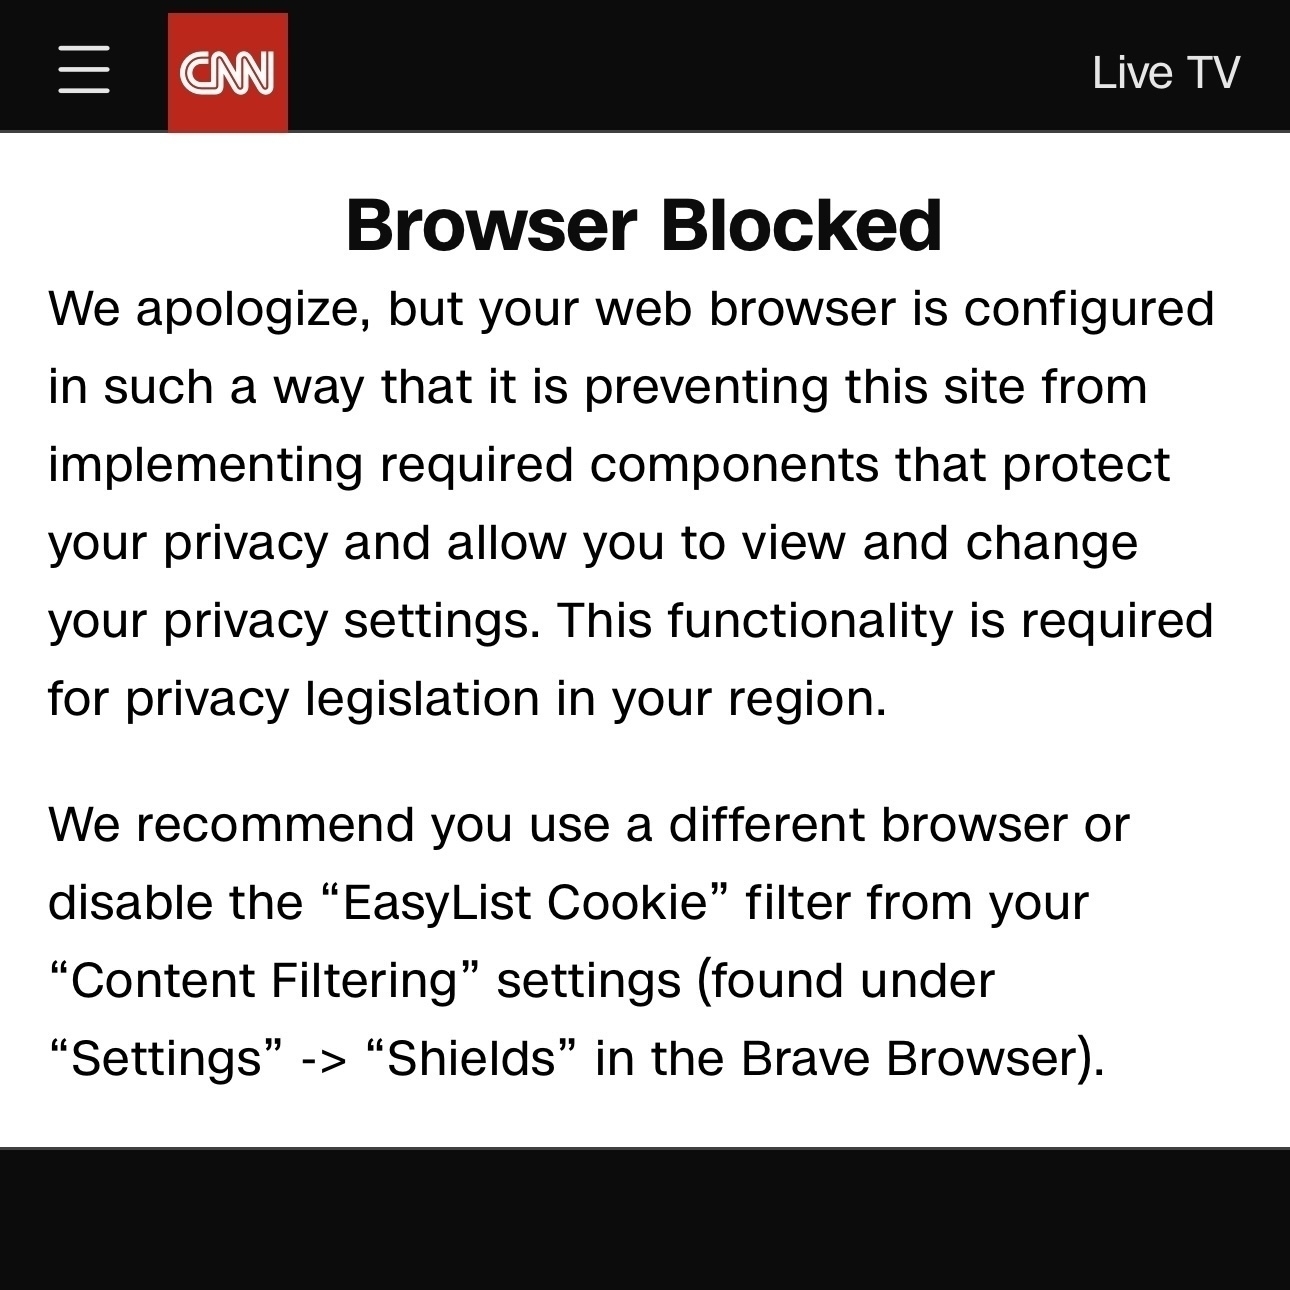 CNN
Live TV
Browser Blocked
We apologize, but your web browser is configured
in such a way that it is preventing this site from
implementing required components that protect
your privacy and allow you to view and change
your privacy settings. This functionality is required
for privacy legislation in your region.
We recommend you use a different browser or
disable the “EasyList Cookie” filter from your
“Content Filtering” settings (found under
“Settings” -> “Shields” in the Brave Browser).